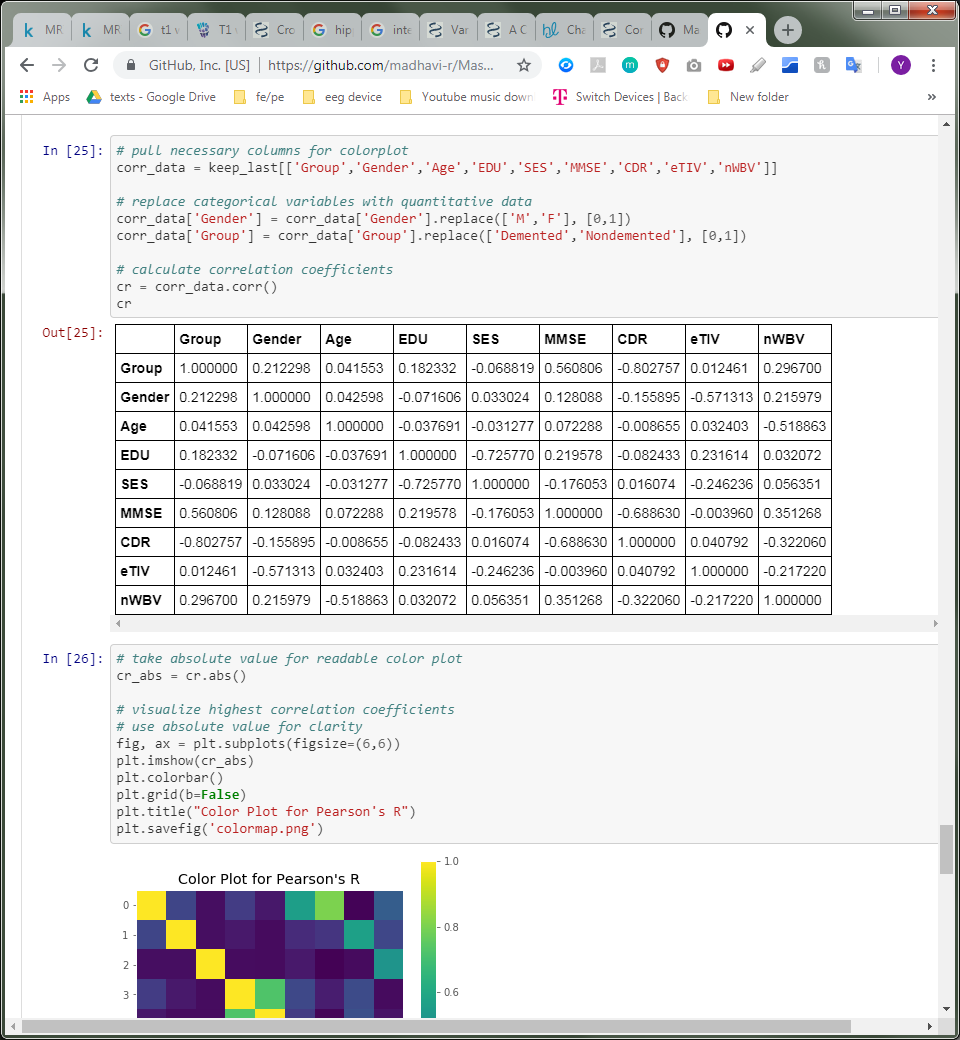 MR
MR
t1 v
T1
Cro
hip
inte
Var
A C
Cha
Cor
Ma
GitHub, Inc. [US]
https://github.com/madhavi-r/Mas...
Y
Apps
texts - Google Drive
fe/pe
eeg device
Youtube music down
Switch Devices | Back
New folder
»
In [25]:
# pull necessary columns for colorplot
corr_data = keep_last[['Group','Gender','Age','EDU','SES','MMSE','CDR','eTIV','nWBV']]
# replace categorical variables with quantitative data
corr_data['Gender'] = corr_data['Gender'].replace(['M','F'], [0,1])
corr_data['Group'] = corr_data['Group'].replace(['Demented','Nondemented'], [0,1])
# calculate correlation coefficients
cr = corr_data.corr()
cr
Out[25]:
Group Gender Age EDU SES MMSE CDR eTIV nWBV
Group 1.000000 0.212298 0.041553 0.182332 -0.068819 0.560806 -0.802757 0.012461 0.296700
Gender 0.212298 1.000000 0.042598 -0.071606 0.033024 0.128088 -0.155895 -0.571313 0.215979
Age 0.041553 0.042598 1.000000 -0.037691 -0.031277 0.072288 -0.008655 0.032403 -0.518863
EDU 0.182332 -0.071606 -0.037691 1.000000 -0.725770 0.219578 -0.082433 0.231614 0.032072
SES -0.068819 0.033024 -0.031277 -0.725770 1.000000 -0.176053 0.016074 -0.246236 0.056351
MMSE 0.560806 0.128088 0.072288 0.219578 -0.176053 1.000000 -0.688630 -0.003960 0.351268
CDR -0.802757 -0.155895 -0.008655 -0.082433 0.016074 -0.688630 1.000000 0.040792 -0.322060
eTIV 0.012461 -0.571313 0.032403 0.231614 -0.246236 -0.003960 0.040792 1.000000 -0.217220
nWBV 0.296700 0.215979 -0.518863 0.032072 0.056351 0.351268 -0.322060 -0.217220 1.000000
In [26]:
# take absolute value for readable color plot
cr_abs = cr.abs()
# visualize highest correlation coefficients
# use absolute value for clarity
fig, ax = plt.subplots(figsize=(6,6))
plt.imshow(cr_abs)
plt.colorbar()
plt.grid(b=False)
plt.title("Color Plot for Pearson's R")
plt.savefig('colormap.png')
Color Plot for Pearson's R
0
1
2
3
1.0
0.8
0.6